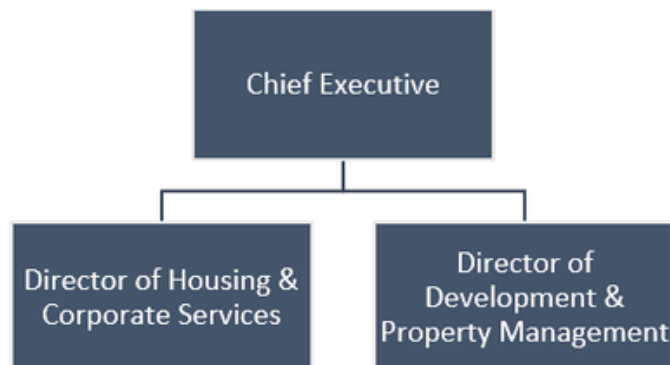 Chief Executive
Director of Housing &
Corporate Services
Director of
Development &
Property Management